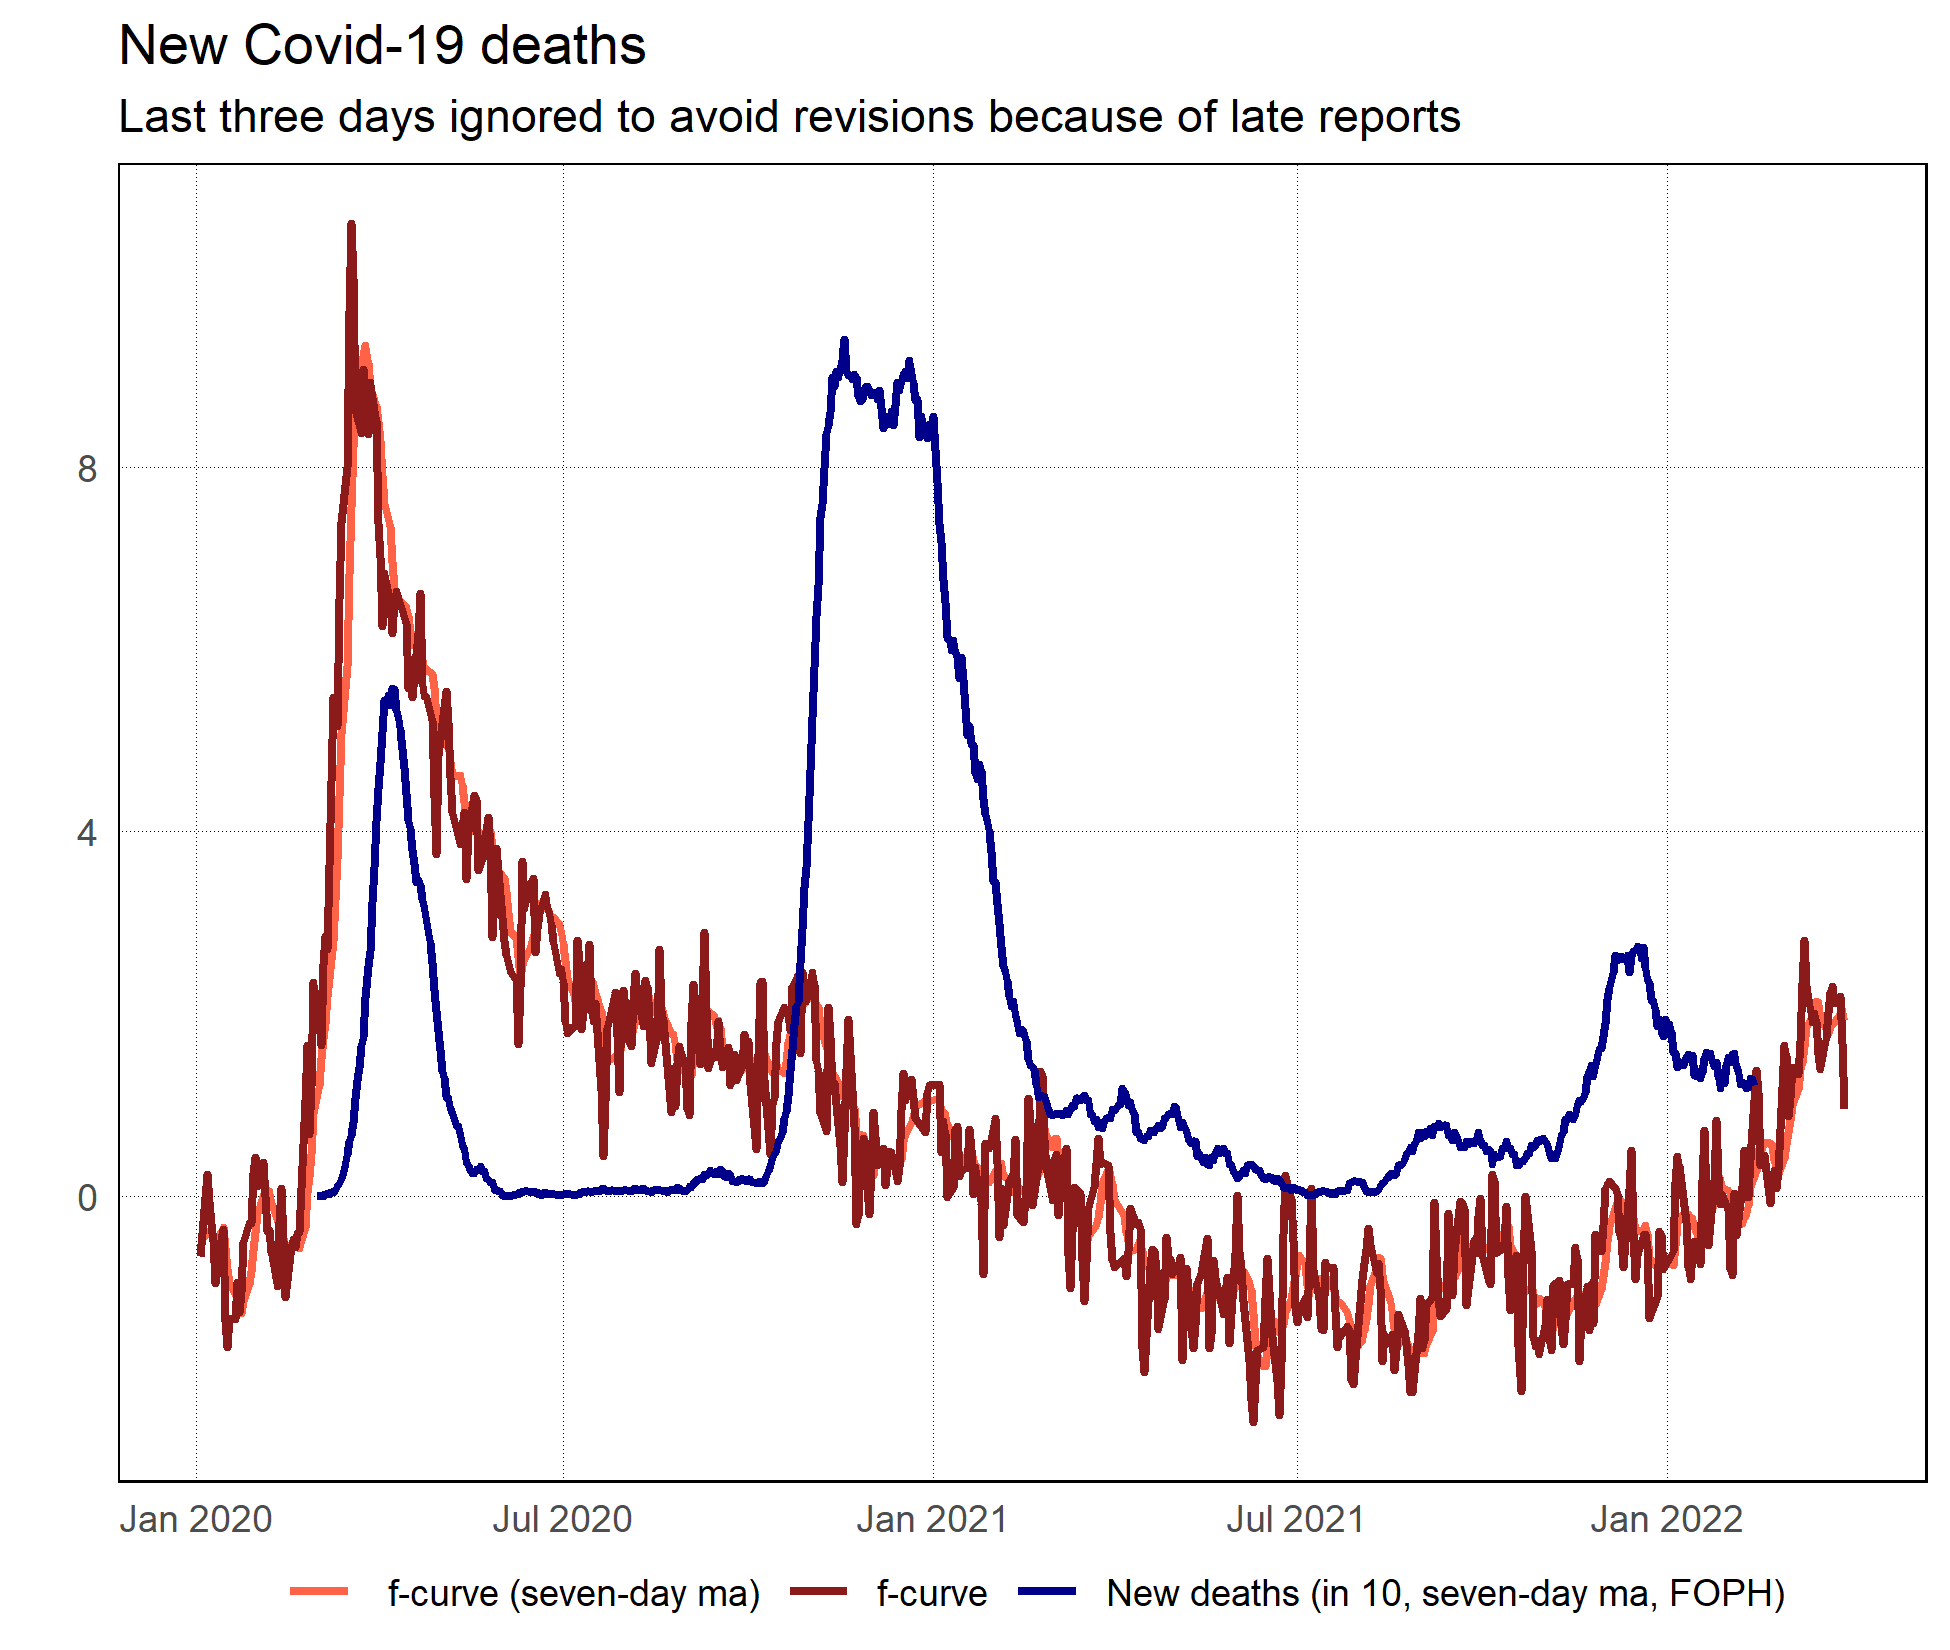 New Covid-19 deaths
Last three days ignored to avoid revisions because of late reports
8
4
0
Jan 2020 Jul 2020 Jan 2021 Jul 2021 Jan 2022
f-curve (seven-day ma) f-curve New deaths (in 10, seven-day ma, FOPH)